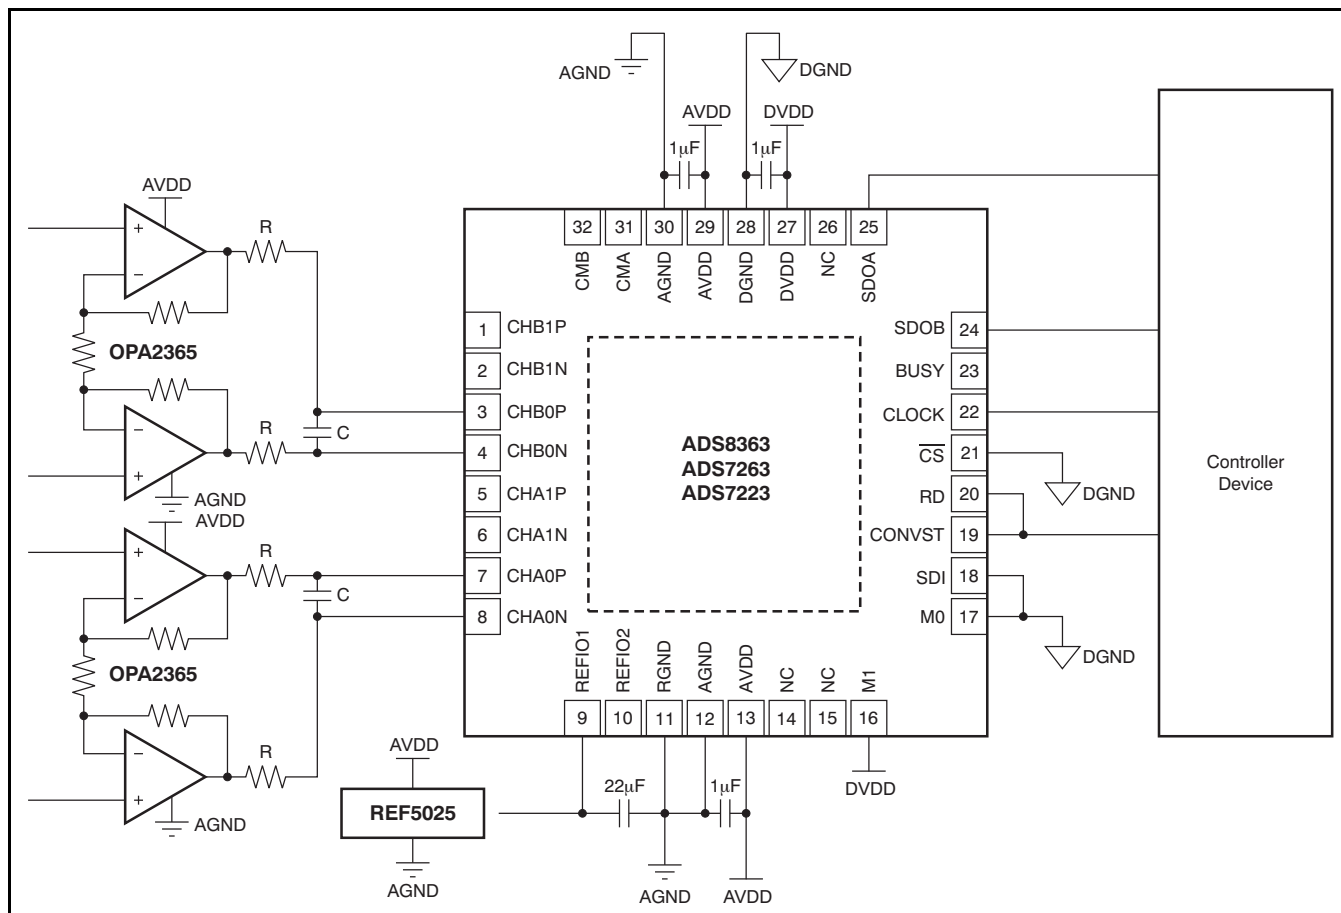 AGND
DGND
AVDD
DVDD
1µF
1µF
AVDD
R
+
−
OPA2365
−
+
R
C
AGND
AVDD
R
+
−
C
OPA2365
−
+
R
AGND
32 31 30 29 28 27 26 25
CMB CMA AGND AVDD DGND DVDD NC SDOA
1 CHB1P
2 CHB1N
3 CHB0P
4 CHB0N
5 CHA1P
6 CHA1N
7 CHA0P
8 CHA0N
ADS8363
ADS7263
ADS7223
SDOB 24
BUSY 23
CLOCK 22
CS 21
RD 20
CONVST 19
SDI 18
M0 17
DGND
DGND
Controller
Device
REFIO1 REFIO2 RGND AGND AVDD NC NC M1
9 10 11 12 13 14 15 16
AVDD
REF5025
AGND
22µF
1µF
DVDD
AGND
AVDD